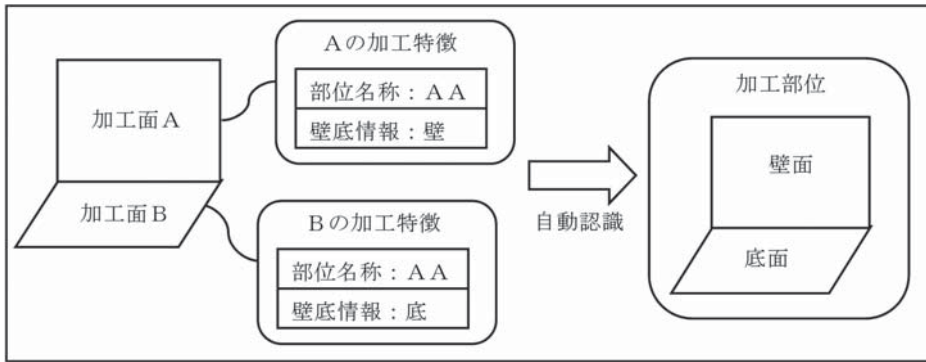 加工面A
Aの加工特徴
部位名称：AA
壁底情報：壁
加工面B
Bの加工特徴
部位名称：AA
壁底情報：底
自動認識
加工部位
壁面
底面